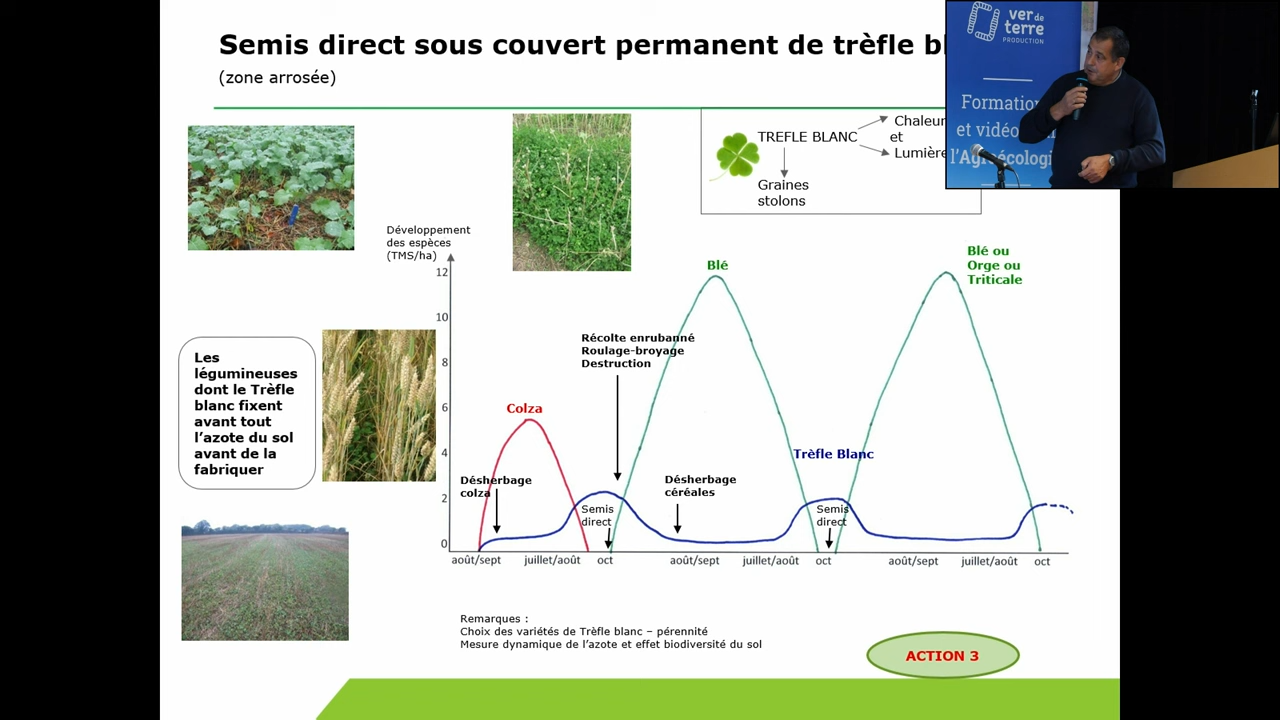 Semis direct sous couvert permanent de trèfle
(zone arrosée)
ver de
terre
PRODUCTION
Formation
et vidéo
l'Agroécologi
TREFLE BLANC
Chaleur
et
Lumière
Graines
stolons
Développement
des espèces
(TMS/ha)
12
10
8
6
4
2
0
Blé
Blé ou
Orge ou
Triticale
Récolte enrubanné
Roulage-broyage
Destruction
Les
légumineuses
dont le Trèfle
blanc fixent
avant tout
l'azote du sol
avant de la
fabriquer
Colza
Trèfle Blanc
Désherbage
colza
Désherbage
céréales
Semis
direct
Semis
direct
août/sept juillet/août oct août/sept juillet/août oct août/sept juillet/août oct
Remarques :
Choix des variétés de Trèfle blanc – pérennité
Mesure dynamique de l'azote et effet biodiversité du sol
ACTION 3